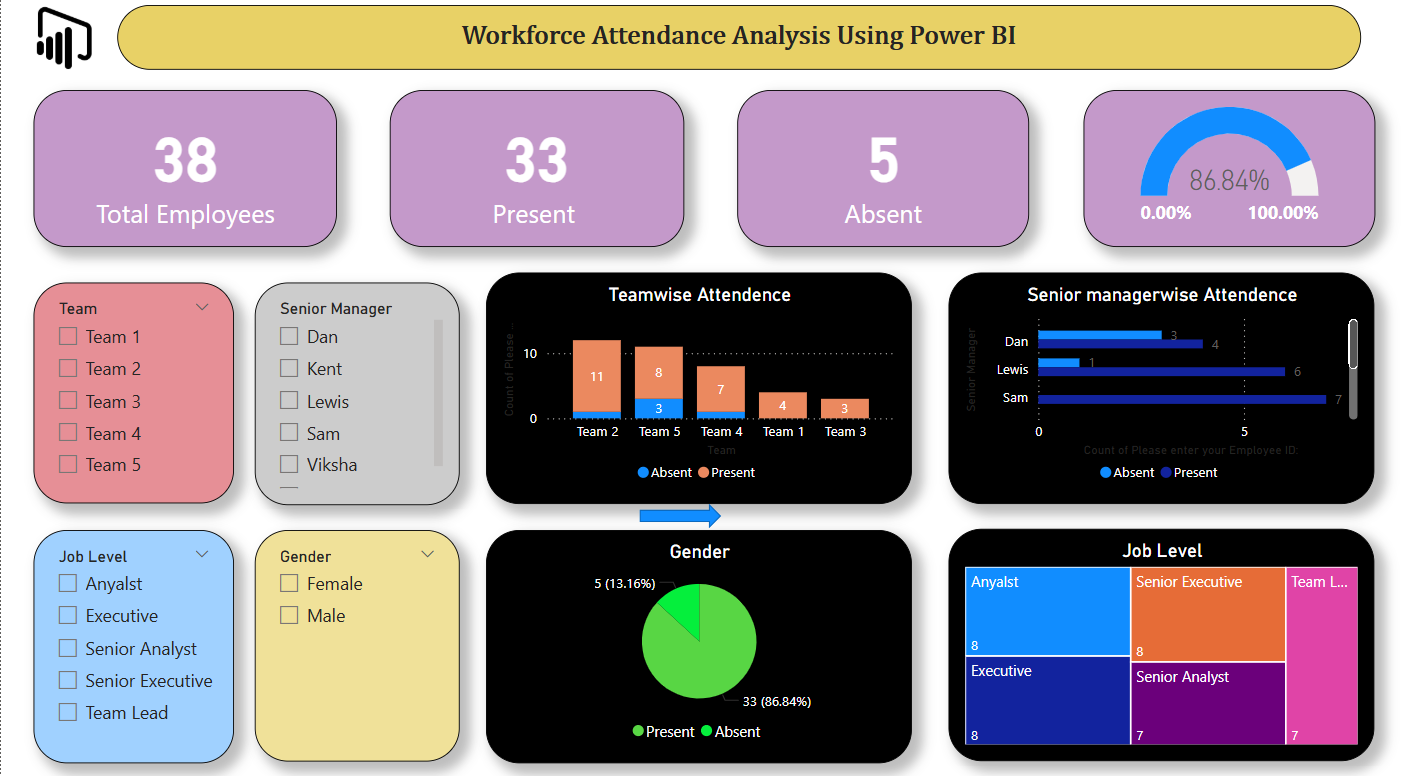 Workforce Attendance Analysis Using Power BI
38
Total Employees
33
Present
5
Absent
86.84%
0.00%
100.00%
Team
Team 1
Team 2
Team 3
Team 4
Team 5
Senior Manager
Dan
Kent
Lewis
Sam
Viksha
Teamwise Attendence
Count of Please ...
10
0
11
8
3
7
4
3
Team 2
Team 5
Team 4
Team 1
Team 3
Team
Absent
Present
Senior managerwise Attendence
Senior Manager
Dan
Lewis
Sam
3
4
1
6
7
0
5
Count of Please enter your Employee ID:
Absent
Present
Job Level
Anyalst
Executive
Senior Analyst
Senior Executive
Team Lead
Gender
Female
Male
Gender
5 (13.16%)
33 (86.84%)
Present
Absent
Job Level
Anyalst
8
Executive
8
Senior Executive
8
Senior Analyst
7
Team L...
7